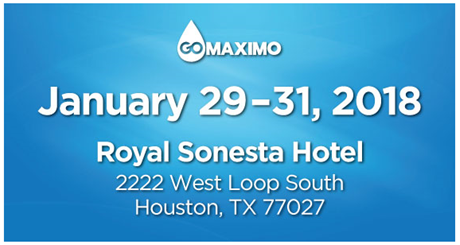 GOMAXIMO
January 29–31, 2018
Royal Sonesta Hotel
2222 West Loop South
Houston, TX 77027